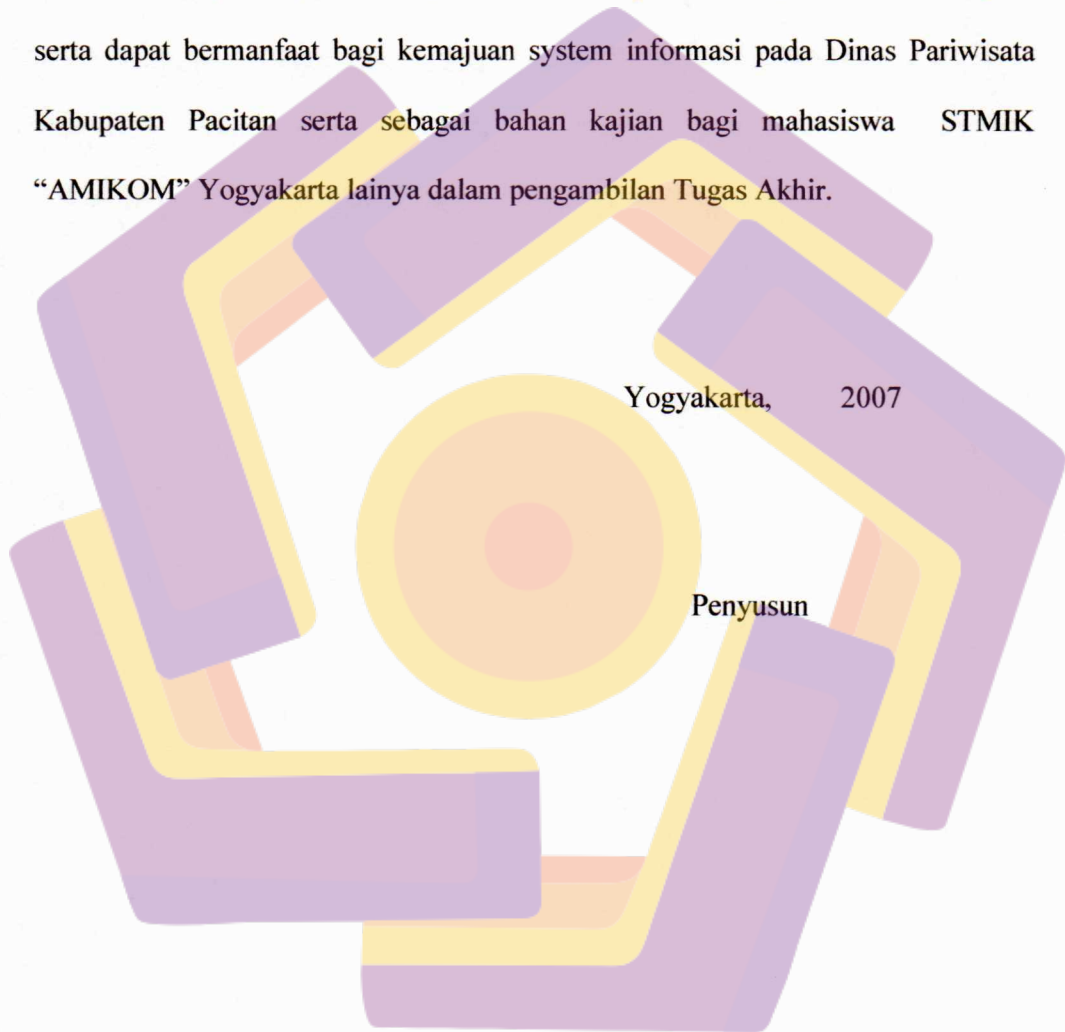 serta dapat bermanfaat bagi kemajuan system informasi pada Dinas Pariwisata
Kabupaten Pacitan serta sebagai bahan kajian bagi mahasiswa STMIK
“AMIKOM” Yogyakarta lainya dalam pengambilan Tugas Akhir.
Yogyakarta, 2007
Penyusun